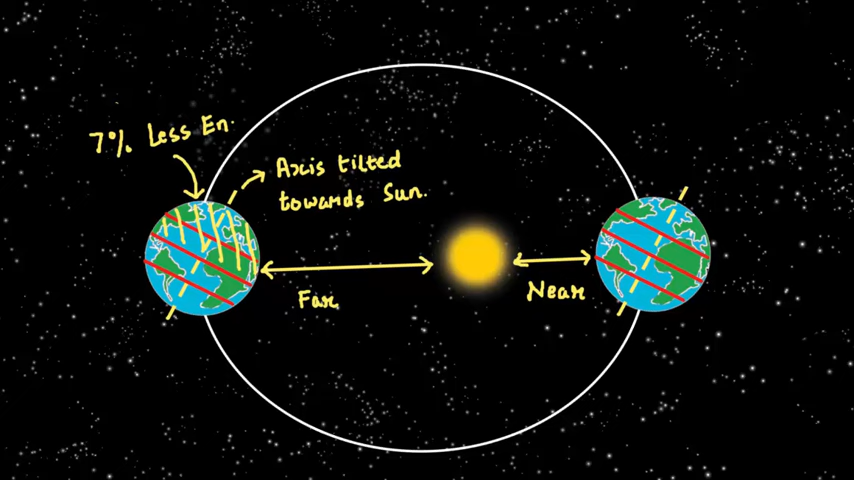 7% Less En.
Axis tilted
towards Sun.
Far
Near